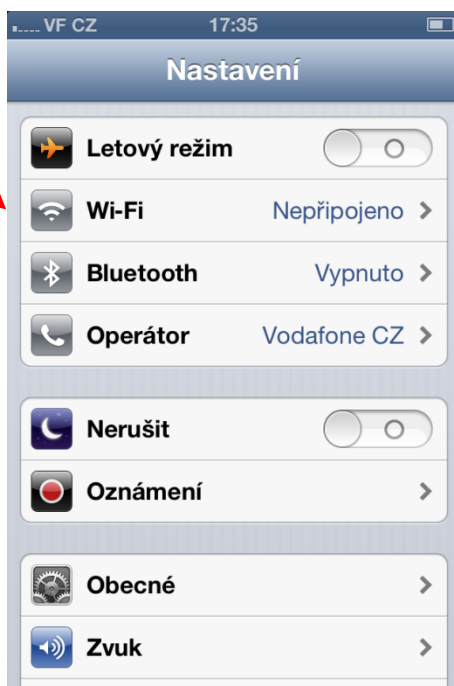 VF CZ 17:35
Nastavení
Letový režim
Wi-Fi Nepřipojeno
Bluetooth Vypnuto
Operátor Vodafone CZ
Nerušit
Oznámení
Obecné
Zvuk